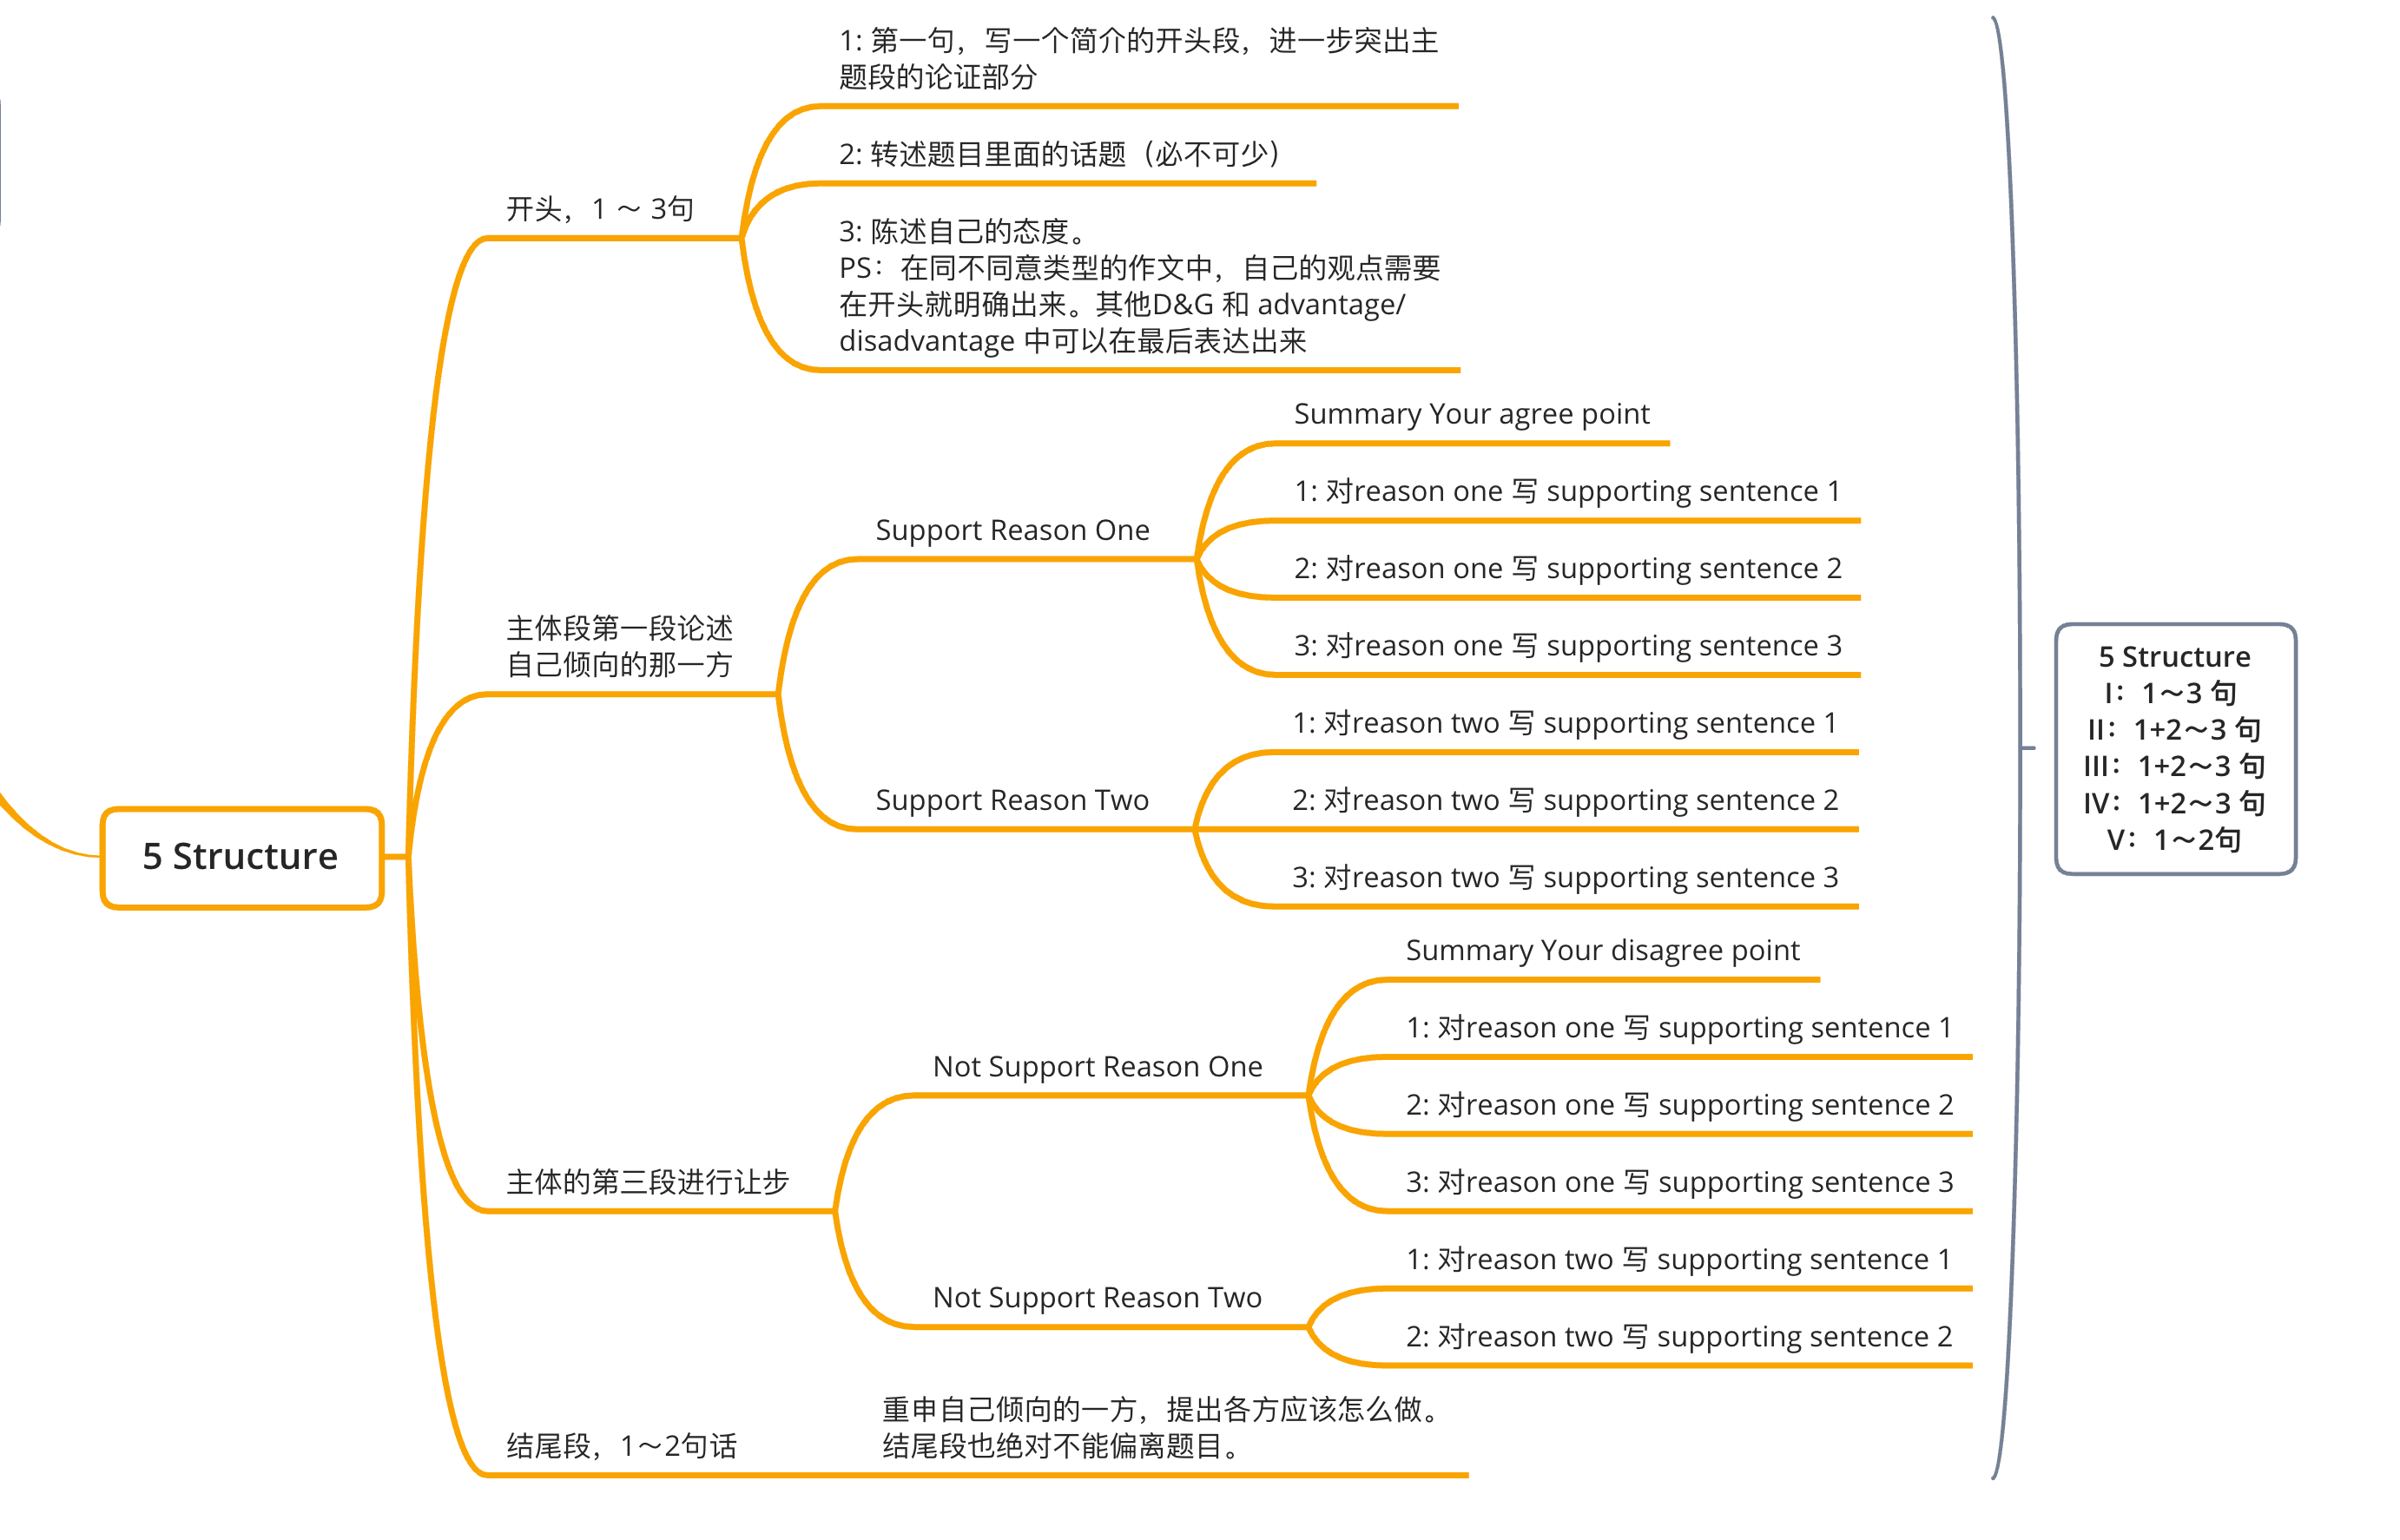 1: 第一句，写一个简介的开头段，进一步突出主
题段的论证部分
2: 转述题目里面的话题（必不可少）
开头，1 ～ 3句
3: 陈述自己的态度。
PS：在同不同意类型的作文中，自己的观点需要
在开头就明确出来。其他D&G 和 advantage/
disadvantage 中可以在最后表达出来
Summary Your agree point
1: 对reason one 写 supporting sentence 1
Support Reason One
2: 对reason one 写 supporting sentence 2
3: 对reason one 写 supporting sentence 3
主体段第一段论述
自己倾向的那一方
1: 对reason two 写 supporting sentence 1
Support Reason Two
2: 对reason two 写 supporting sentence 2
3: 对reason two 写 supporting sentence 3
5 Structure
Summary Your disagree point
1: 对reason one 写 supporting sentence 1
Not Support Reason One
2: 对reason one 写 supporting sentence 2
3: 对reason one 写 supporting sentence 3
主体的第三段进行让步
1: 对reason two 写 supporting sentence 1
Not Support Reason Two
2: 对reason two 写 supporting sentence 2
结尾段，1～2句话
重申自己倾向的一方，提出各方应该怎么做。
结尾段也绝对不能偏离题目。
5 Structure
I：1～3 句
II：1+2～3 句
III：1+2～3 句
IV：1+2～3 句
V：1～2句